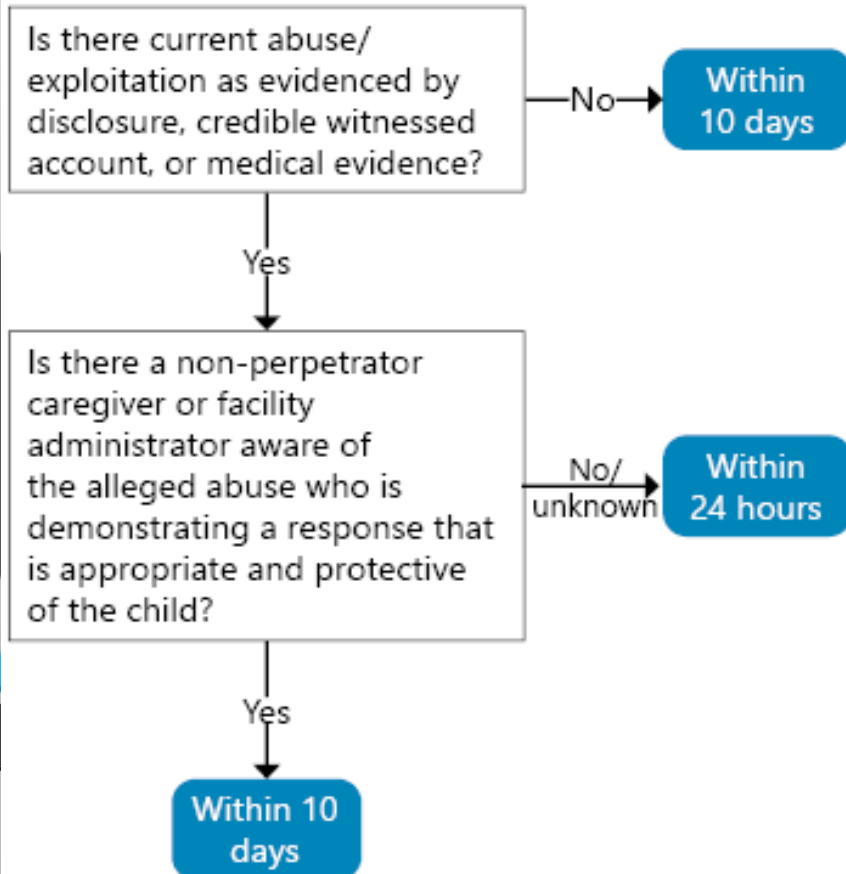 Is there current abuse/
exploitation as evidenced by
disclosure, credible witnessed
account, or medical evidence?
No
Within
10 days
Yes
Is there a non-perpetrator
caregiver or facility
administrator aware of
the alleged abuse who is
demonstrating a response that
is appropriate and protective
of the child?
No/
unknown
Within
24 hours
Yes
Within 10
days